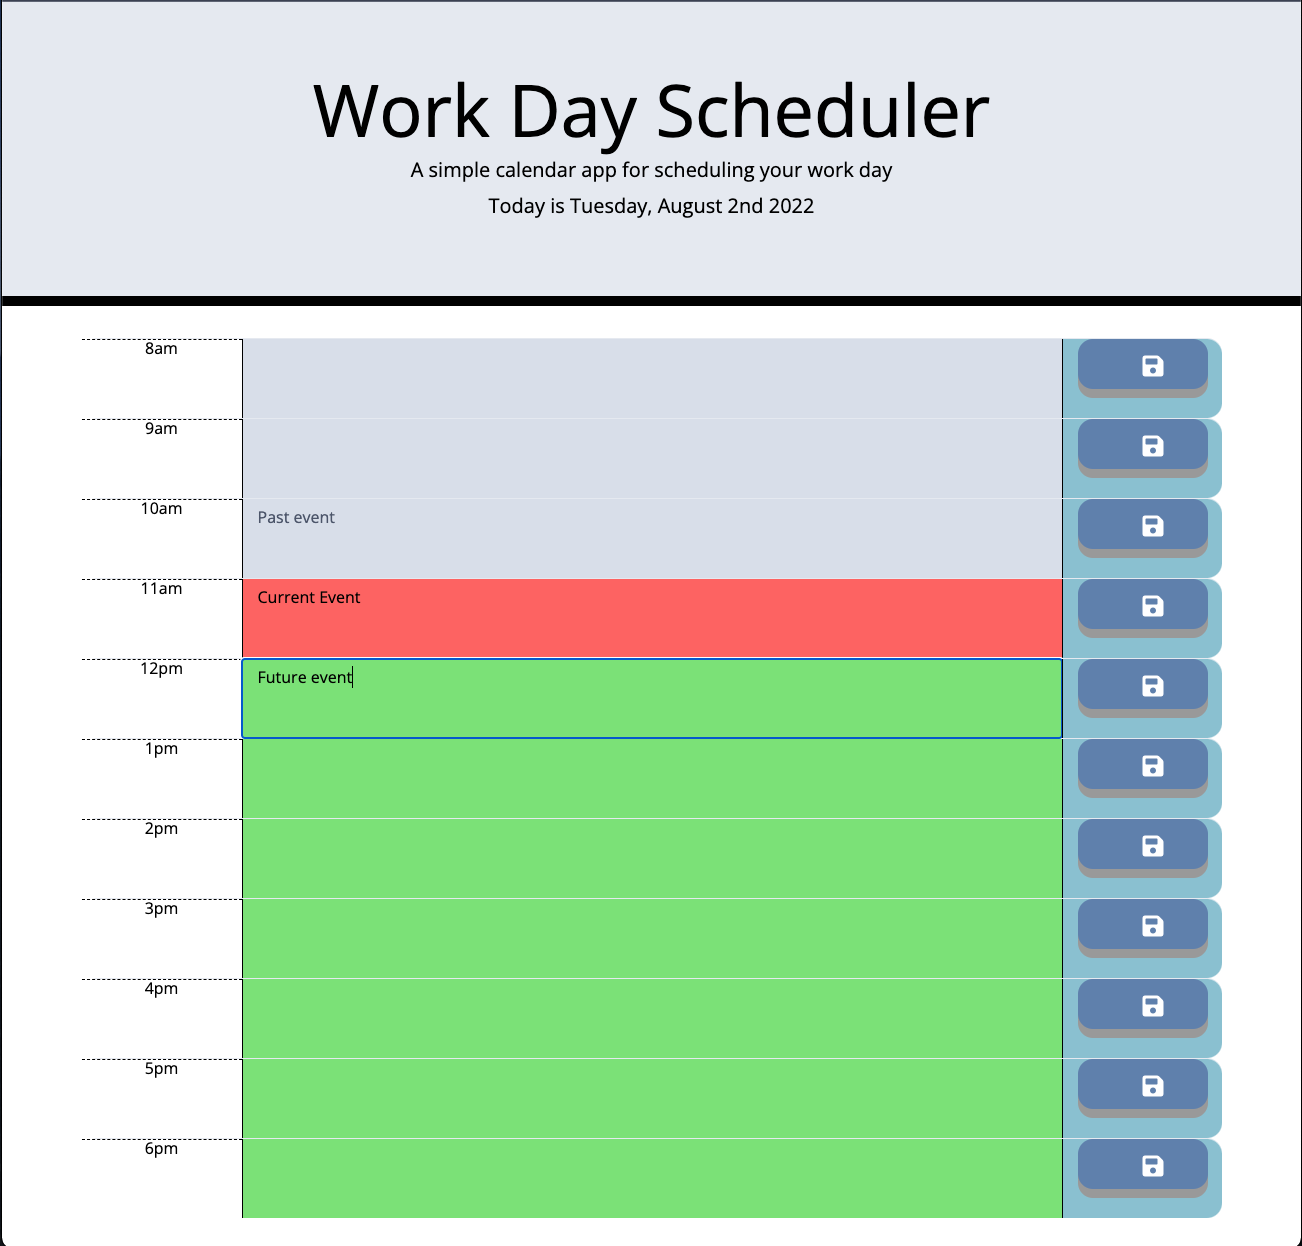 Work Day Scheduler
A simple calendar app for scheduling your work day
Today is Tuesday, August 2nd 2022
8am
9am
10am
Past event
11am
Current Event
12pm
Future event
1pm
2pm
3pm
4pm
5pm
6pm